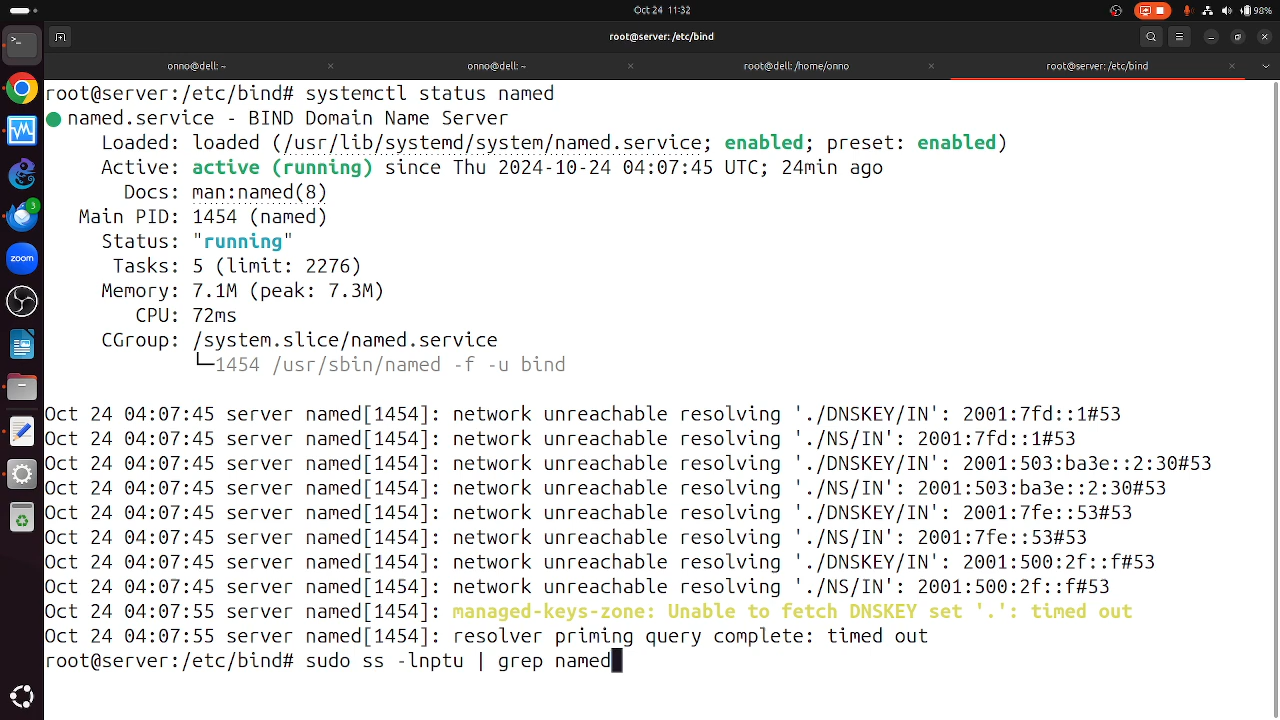 Oct 24 11:32
98%
root@server: /etc/bind
onno@dell: ~ × onno@dell: ~ × root@dell: /home/onno × root@server: /etc/bind ×
root@server:/etc/bind# systemctl status named
● named.service - BIND Domain Name Server
Loaded: loaded (/usr/lib/systemd/system/named.service; enabled; preset: enabled)
Active: active (running) since Thu 2024-10-24 04:07:45 UTC; 24min ago
Docs: man:named(8)
Main PID: 1454 (named)
Status: "running"
Tasks: 5 (limit: 2276)
Memory: 7.1M (peak: 7.3M)
CPU: 72ms
CGroup: /system.slice/named.service
└─1454 /usr/sbin/named -f -u bind
Oct 24 04:07:45 server named[1454]: network unreachable resolving './DNSKEY/IN': 2001:7fd::1#53
Oct 24 04:07:45 server named[1454]: network unreachable resolving './NS/IN': 2001:7fd::1#53
Oct 24 04:07:45 server named[1454]: network unreachable resolving './DNSKEY/IN': 2001:503:ba3e::2:30#53
Oct 24 04:07:45 server named[1454]: network unreachable resolving './NS/IN': 2001:503:ba3e::2:30#53
Oct 24 04:07:45 server named[1454]: network unreachable resolving './DNSKEY/IN': 2001:7fe::53#53
Oct 24 04:07:45 server named[1454]: network unreachable resolving './NS/IN': 2001:7fe::53#53
Oct 24 04:07:45 server named[1454]: network unreachable resolving './DNSKEY/IN': 2001:500:2f::f#53
Oct 24 04:07:45 server named[1454]: network unreachable resolving './NS/IN': 2001:500:2f::f#53
Oct 24 04:07:55 server named[1454]: managed-keys-zone: Unable to fetch DNSKEY set '.': timed out
Oct 24 04:07:55 server named[1454]: resolver priming query complete: timed out
root@server:/etc/bind# sudo ss -lnptu | grep named
3
zoom